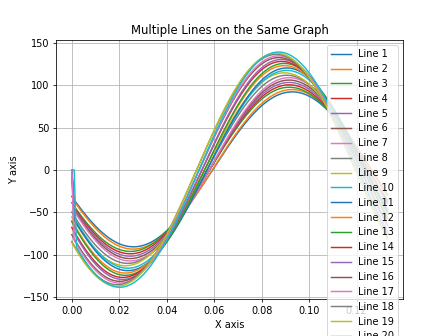 Multiple Lines on the Same Graph
150
100
50
0
−50
−100
−150
Y axis
0.00
0.02
0.04
0.06
0.08
0.10
X axis
Line 1
Line 2
Line 3
Line 4
Line 5
Line 6
Line 7
Line 8
Line 9
Line 10
Line 11
Line 12
Line 13
Line 14
Line 15
Line 16
Line 17
Line 18
Line 19
Line 20